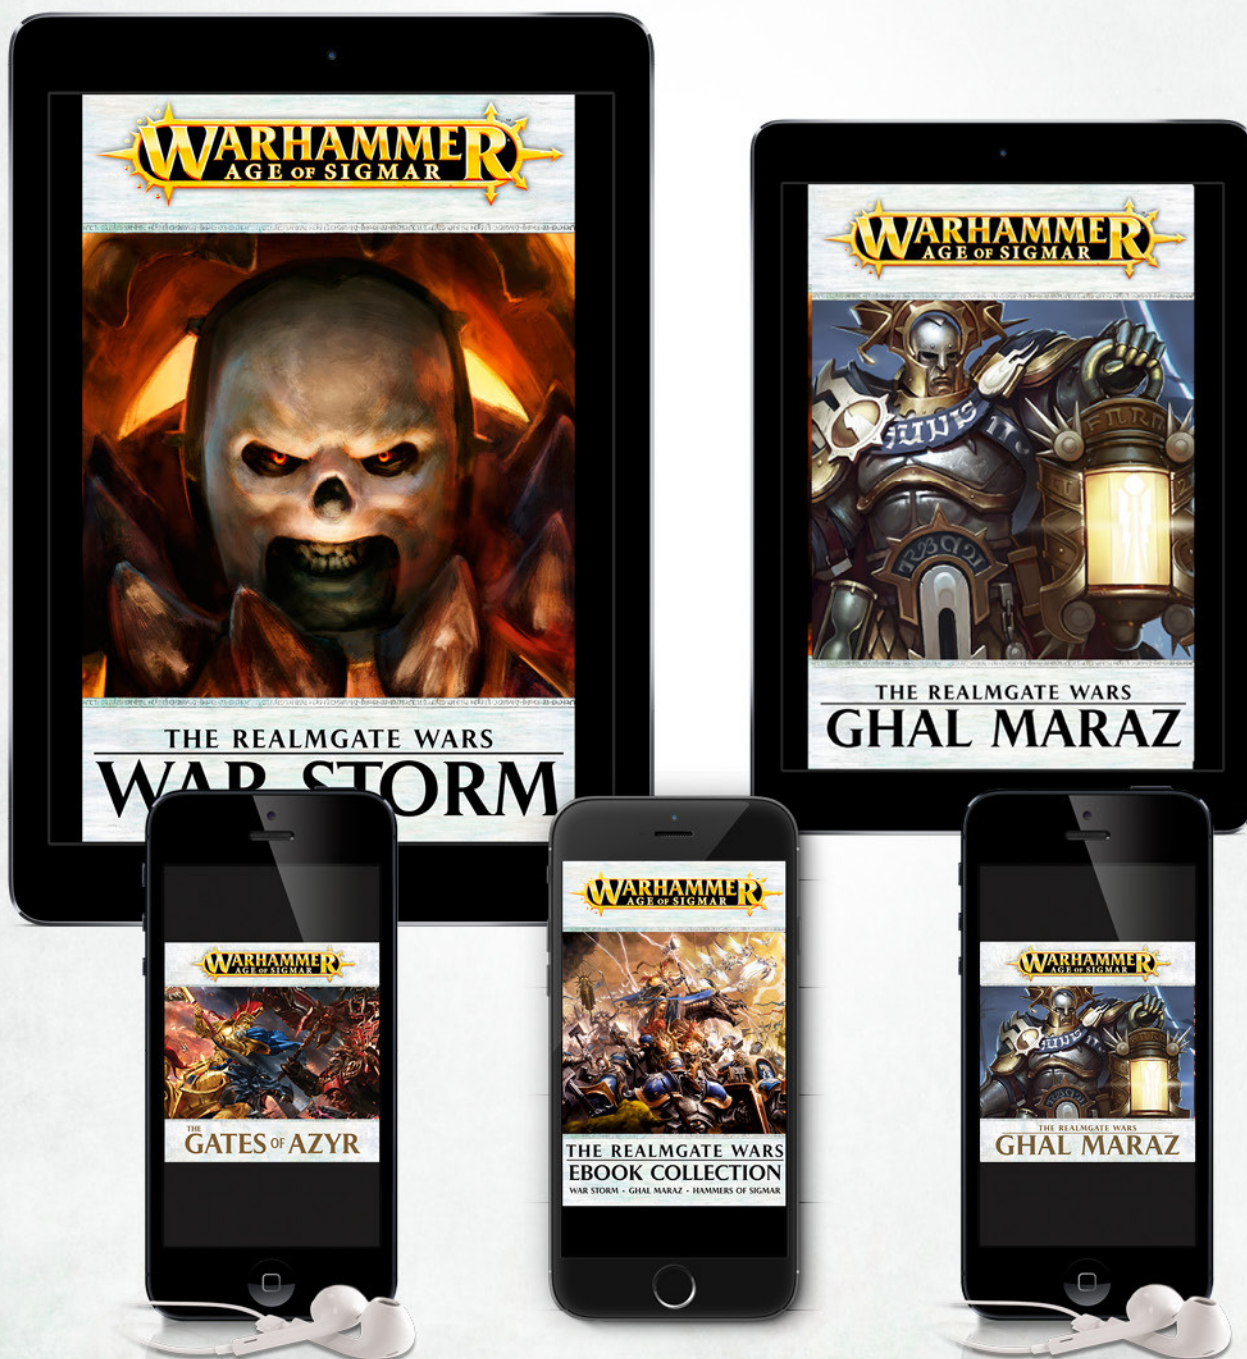 WARHAMMER
AGE OF SIGMAR
THE REALMGATE WARS
WAR STORM
WARHAMMER
AGE OF SIGMAR
THE REALMGATE WARS
GHAL MARAZ
WARHAMMER
AGE OF SIGMAR
THE
GATES OF AZYR
WARHAMMER
AGE OF SIGMAR
THE REALMGATE WARS
EBOOK COLLECTION
WAR STORM • GHAL MARAZ • HAMMERS OF SIGMAR
WARHAMMER
AGE OF SIGMAR
THE REALMGATE WARS
GHAL MARAZ